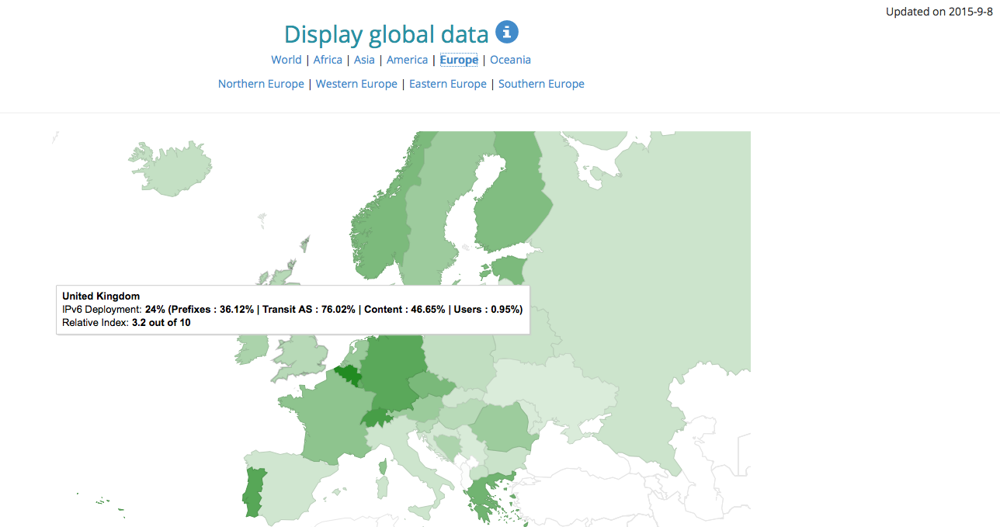 Updated on 2015-9-8
Display global data
World | Africa | Asia | America | Europe | Oceania
Northern Europe | Western Europe | Eastern Europe | Southern Europe
United Kingdom
IPv6 Deployment: 24% (Prefixes : 36.12% | Transit AS : 76.02% | Content : 46.65% | Users : 0.95%)
Relative Index: 3.2 out of 10